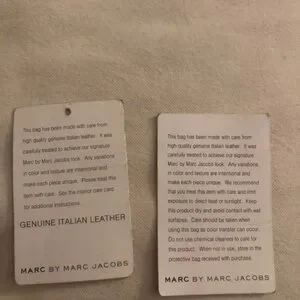 This bag has been made with care from
high quality genuine Italian leather. It was
carefully treated to achieve our signature
Marc by Marc Jacobs look. Any variations
in color and texture are intentional and
make each piece unique. Please treat this
item with care. See the interior care card
for additional instructions.
GENUINE ITALIAN LEATHER
MARC BY MARC JACOBS
This bag has been made with care from
high quality genuine Italian leather. It
was carefully treated to achieve our signature
Marc by Marc Jacobs look. Any variations
in color and texture are intentional and
make each piece unique. We recommend
that you treat this item with care and limit
exposure to direct heat or sunlight. Keep
this product dry and avoid contact with wet
surfaces. Care should be taken when
using this bag as color transfer can occur.
Do not use chemical cleaners to care for
this product. When not in use, store in the
protective bag received with purchase.
MARC BY MARC JACOBS